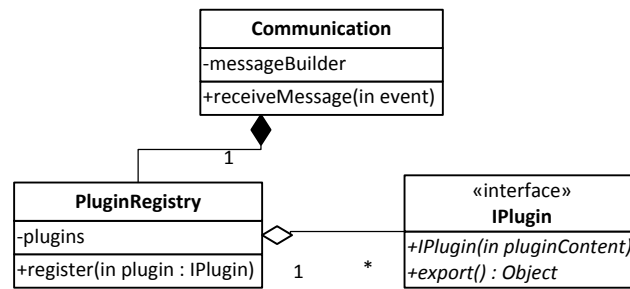 Communication
-messageBuilder
+receiveMessage(in event)
1
PluginRegistry
-plugins
+register(in plugin : IPlugin)
1
*
«interface»
IPlugin
+IPlugin(in pluginContent)
+export() : Object